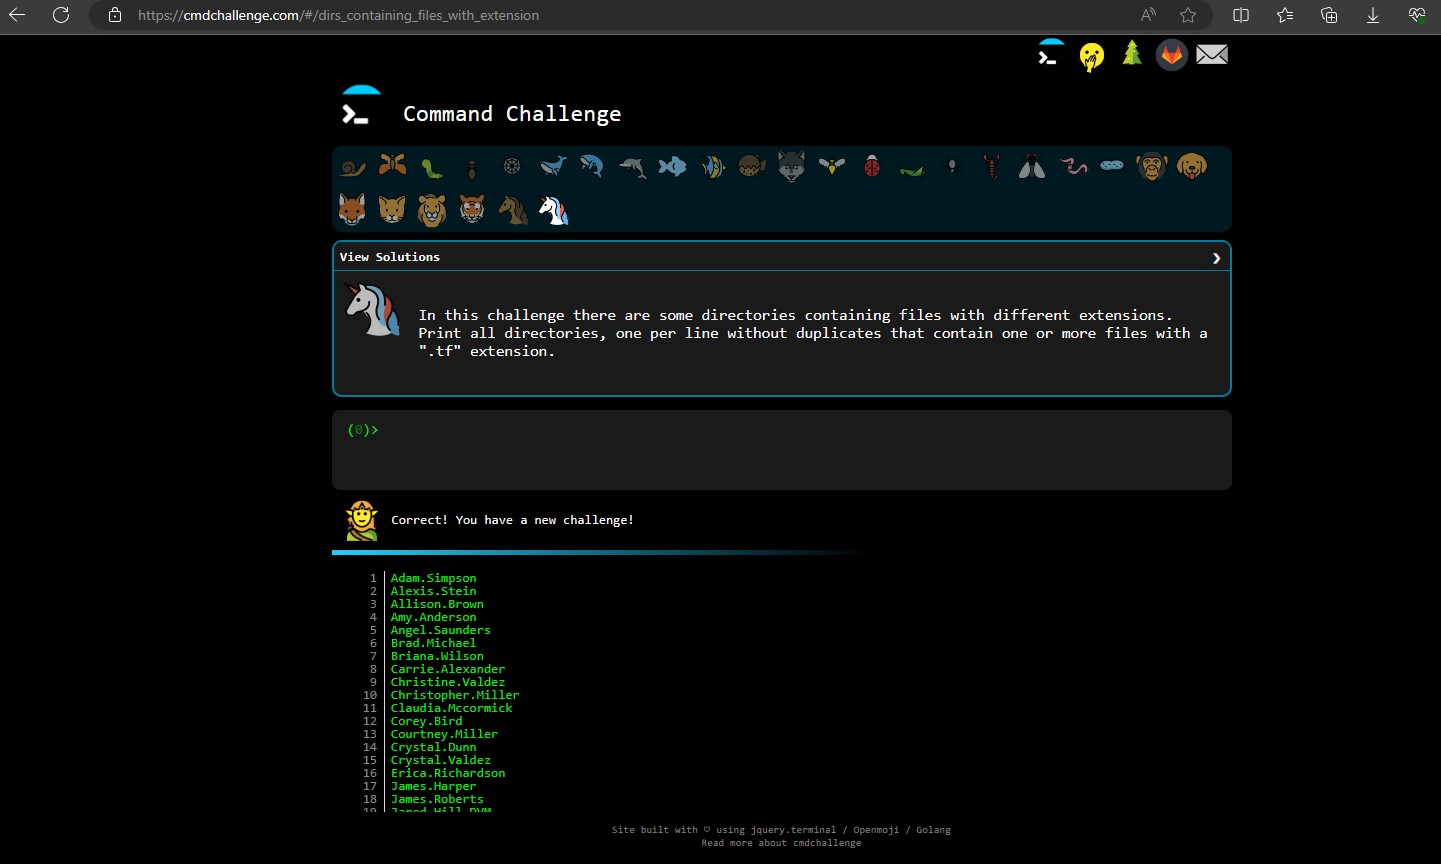 https://cmdchallenge.com/#/dirs_containing_files_with_extension
Command Challenge
View Solutions
In this challenge there are some directories containing files with different extensions.
Print all directories, one per line without duplicates that contain one or more files with a
".tf" extension.
(0)>
Correct! You have a new challenge!
1 Adam.Simpson
2 Alexis.Stein
3 Allison.Brown
4 Amy.Anderson
5 Angel.Saunders
6 Brad.Michael
7 Briana.Wilson
8 Carrie.Alexander
9 Christine.Valdez
10 Christopher.Miller
11 Claudia.Mccormick
12 Corey.Bird
13 Courtney.Miller
14 Crystal.Dunn
15 Crystal.Valdez
16 Erica.Richardson
17 James.Harper
18 James.Roberts
Site built with ♡ using jquery.terminal / Openmoji / Golang
Read more about cmdchallenge